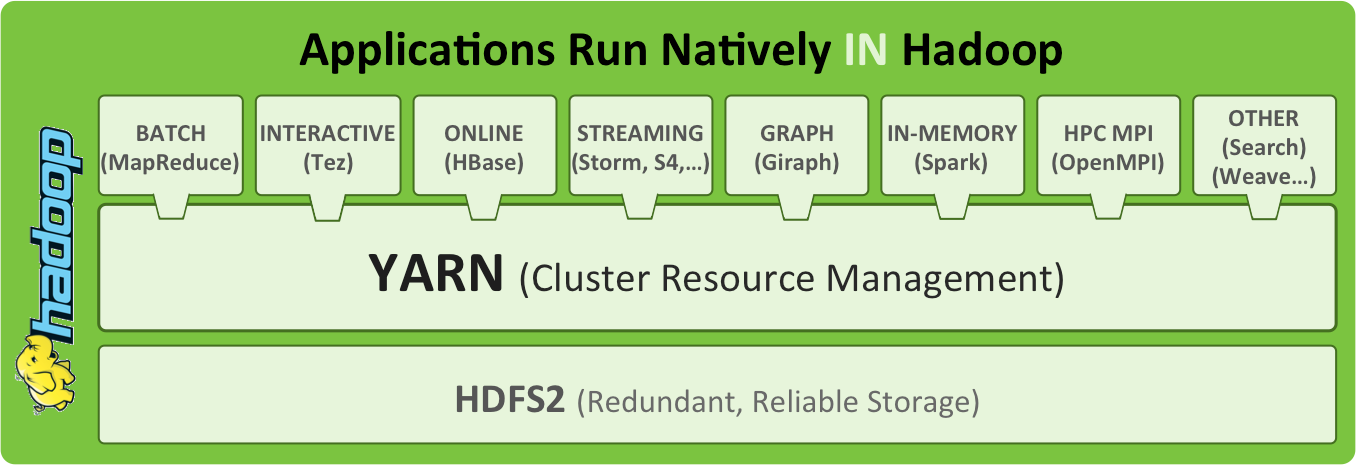 Applications Run Natively IN Hadoop
BATCH
(MapReduce)
INTERACTIVE
(Tez)
ONLINE
(HBase)
STREAMING
(Storm, S4,...)
GRAPH
(Giraph)
IN-MEMORY
(Spark)
HPC MPI
(OpenMPI)
OTHER
(Search)
(Weave...)
hadoop
YARN (Cluster Resource Management)
HDFS2 (Redundant, Reliable Storage)